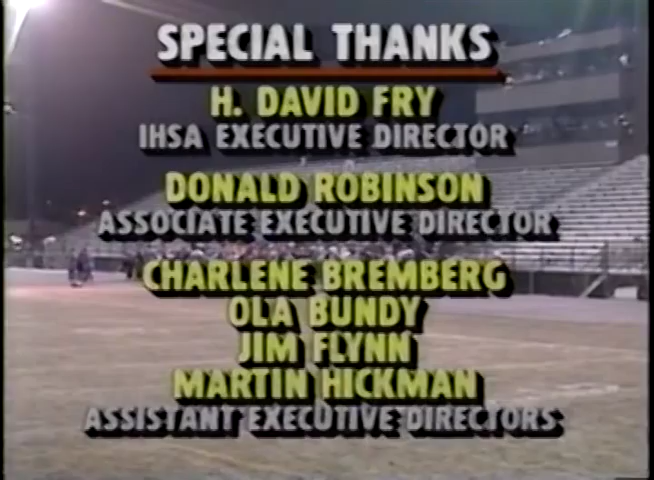 SPECIAL THANKS
H. DAVID FRY
IHSA EXECUTIVE DIRECTOR
DONALD ROBINSON
ASSOCIATE EXECUTIVE DIRECTOR
CHARLENE BREMBERG
OLA BUNDY
JIM FLYNN
MARTIN HICKMAN
ASSISTANT EXECUTIVE DIRECTORS